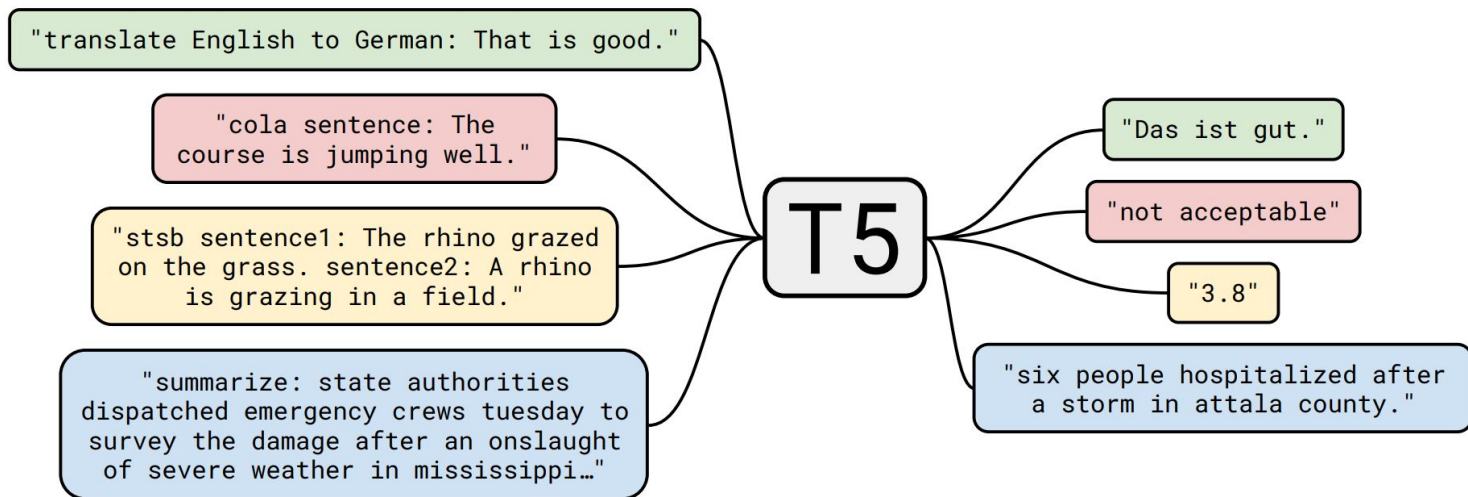 "translate English to German: That is good."
"cola sentence: The
course is jumping well."
"stsb sentence1: The rhino grazed
on the grass. sentence2: A rhino
is grazing in a field."
"summarize: state authorities
dispatched emergency crews tuesday to
survey the damage after an onslaught
of severe weather in mississippi…"
T5
"Das ist gut."
"not acceptable"
"3.8"
"six people hospitalized after
a storm in attala county."